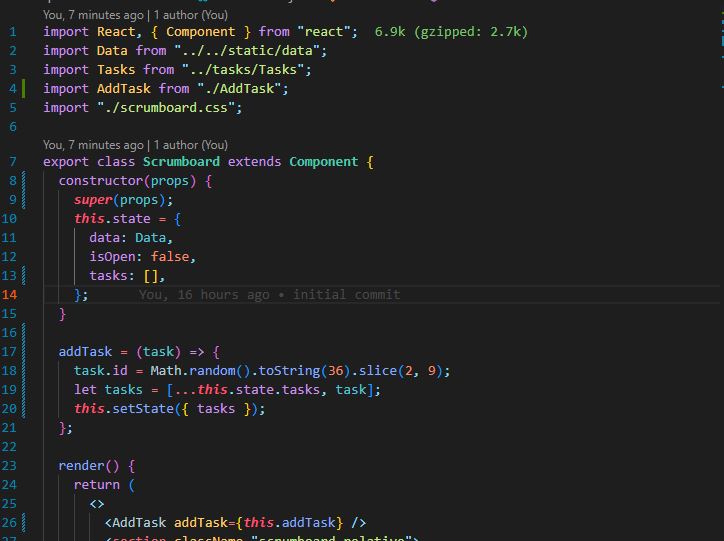 You, 7 minutes ago | 1 author (You)
1 import React, { Component } from "react"; 6.9k (gzipped: 2.7k)
2 import Data from "../../static/data";
3 import Tasks from "../tasks/Tasks";
4 import AddTask from "./AddTask";
5 import "./scrumboard.css";
6
You, 7 minutes ago | 1 author (You)
7 export class Scrumboard extends Component {
8 constructor(props) {
9 super(props);
10 this.state = {
11 data: Data,
12 isOpen: false,
13 tasks: [],
14 }; You, 16 hours ago • initial commit
15 }
16
17 addTask = (task) => {
18 task.id = Math.random().toString(36).slice(2, 9);
19 let tasks = [...this.state.tasks, task];
20 this.setState({ tasks });
21 };
22
23 render() {
24 return (
25 <>
26 <AddTask addTask={this.addTask} />
27 <section className="scrumboard relative">